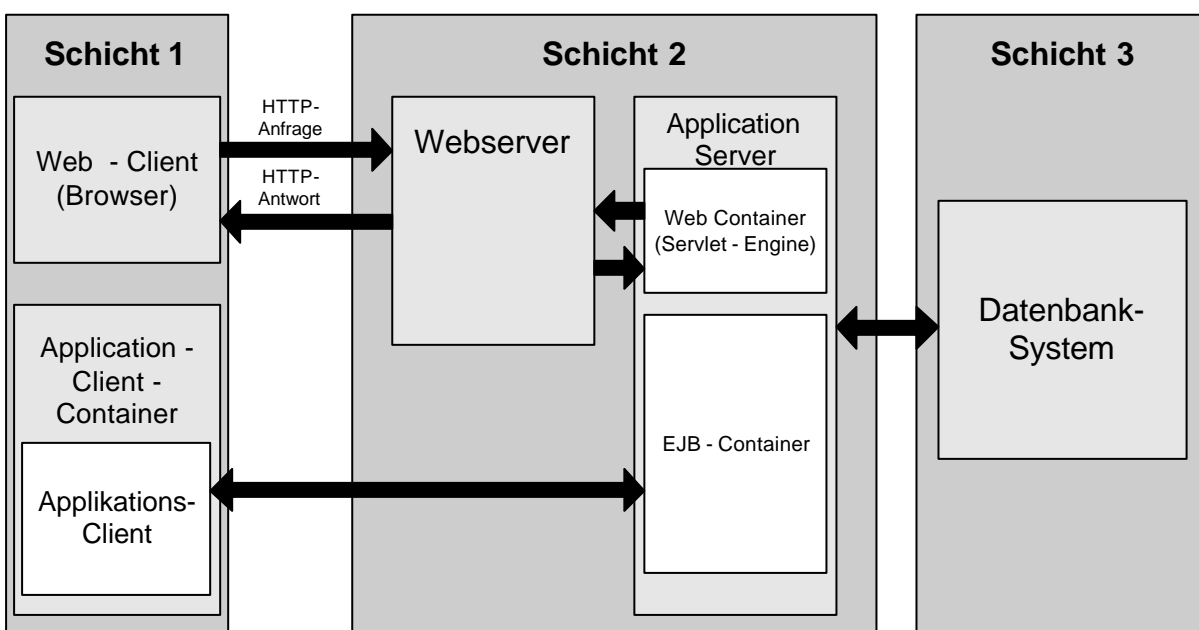 Schicht 1
Web - Client
(Browser)
Application -
Client -
Container
Applikations-
Client
HTTP-
Anfrage
HTTP-
Antwort
Schicht 2
Webserver
Application
Server
Web Container
(Servlet - Engine)
EJB - Container
Schicht 3
Datenbank-
System